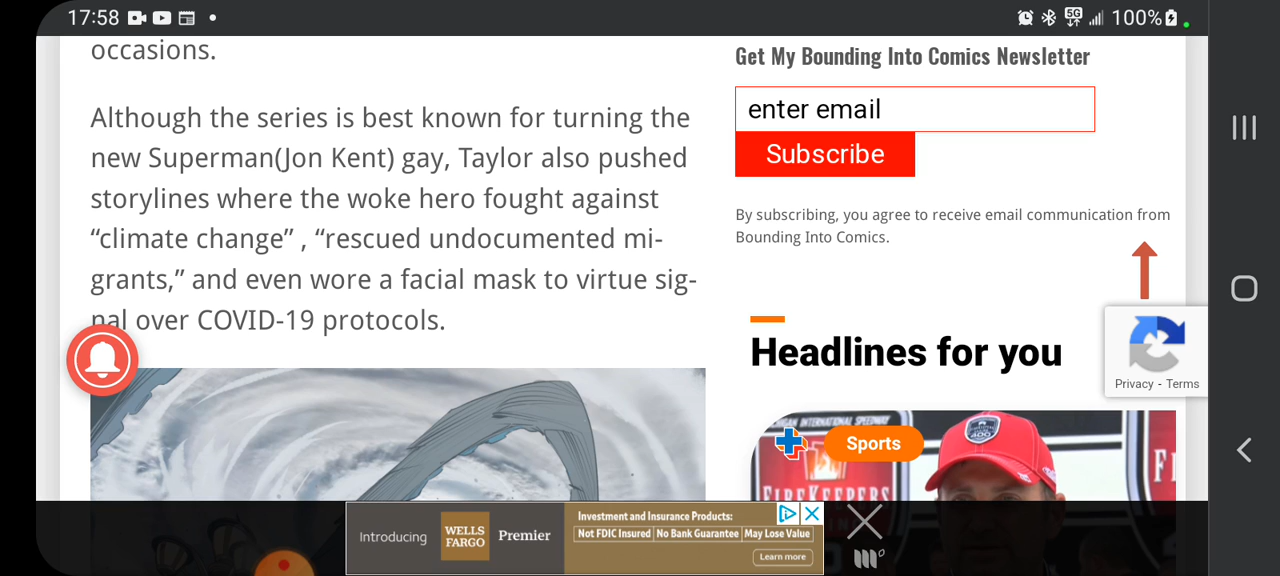 17:58
5G
100%
occasions.
Although the series is best known for turning the
new Superman(Jon Kent) gay, Taylor also pushed
storylines where the woke hero fought against
“climate change” , “rescued undocumented mi-
grants,” and even wore a facial mask to virtue sig-
nal over COVID-19 protocols.
Get My Bounding Into Comics Newsletter
enter email
Subscribe
By subscribing, you agree to receive email communication from
Bounding Into Comics.
Privacy - Terms
Headlines for you
Sports
400
FIREKEEPERS
Introducing
WELLS
FARGO
Premier
Investment and Insurance Products:
Not FDIC Insured
No Bank Guarantee
May Lose Value
Learn more